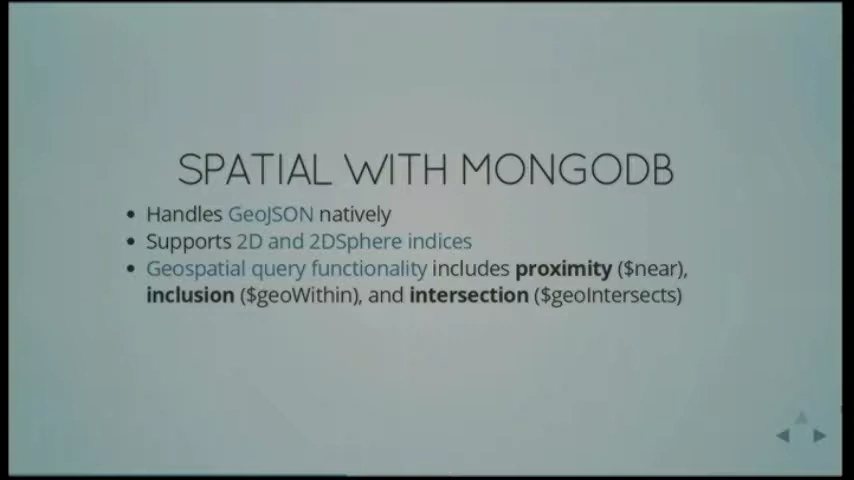 SPATIAL WITH MONGODB
Handles GeoJSON natively
Supports 2D and 2DSphere indices
Geospatial query functionality includes proximity ($near),
inclusion ($geoWithin), and intersection ($geoIntersects)